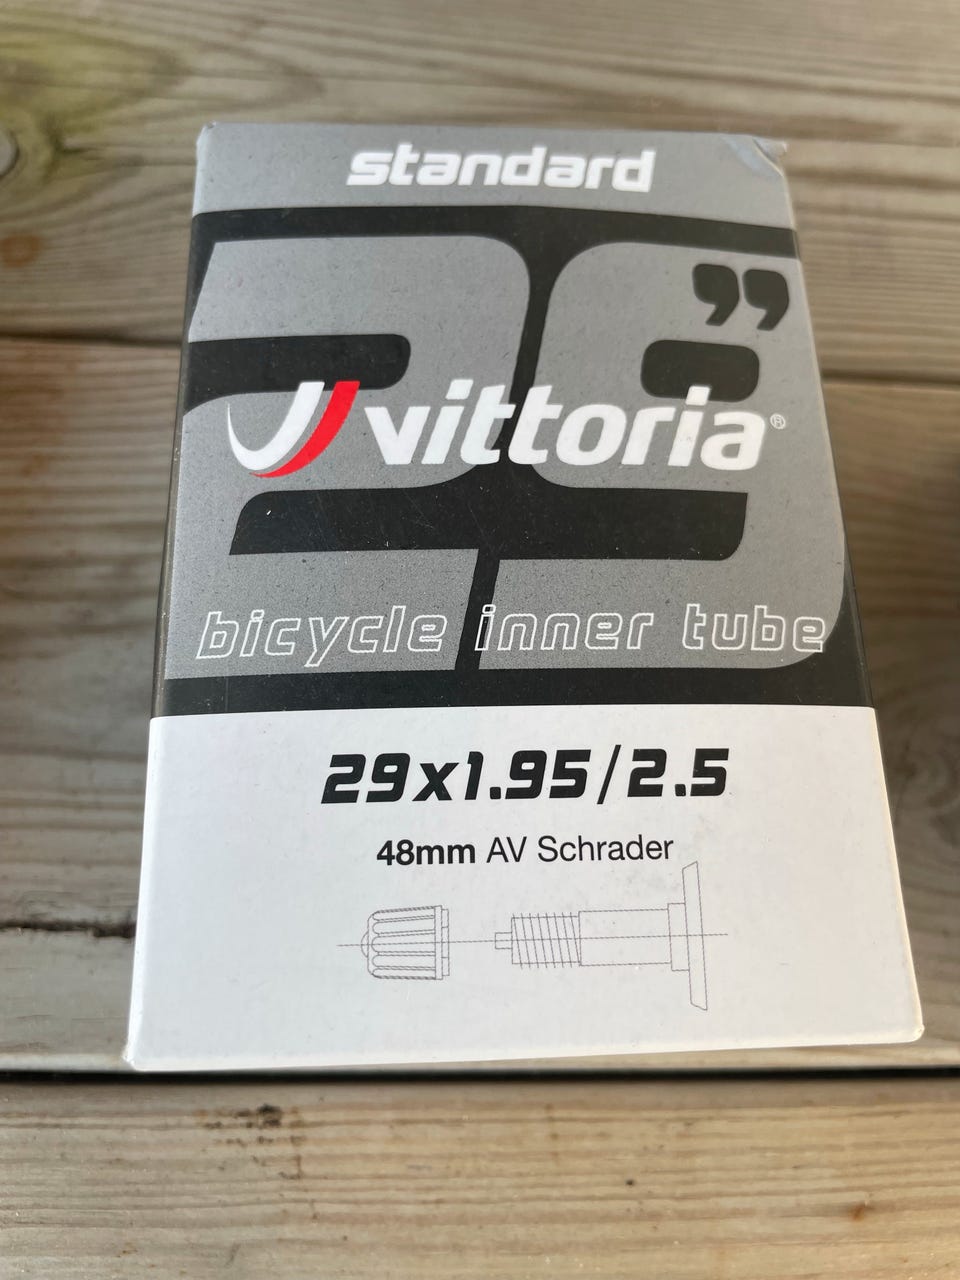 standard
29”
vittoria®
bicycle inner tube
29x1.95/2.5
48mm AV Schrader